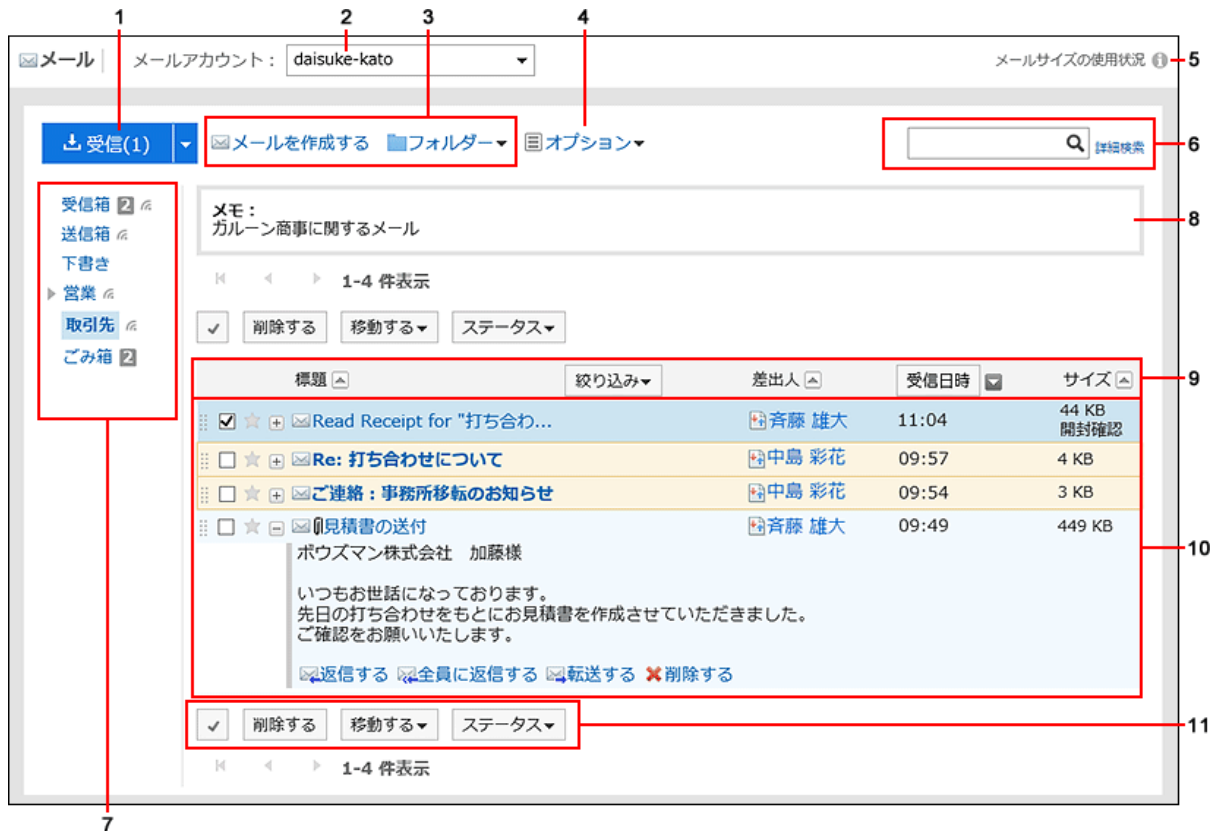 1 2 3 4
メール メールアカウント： daisuke-kato メールサイズの使用状況 5
受信(1) メールを作成する フォルダー オプション 詳細検索 6
受信箱 2
送信箱
下書き
営業
取引先
ごみ箱 2
7
メモ：
ガルーン商事に関するメール
8
1-4 件表示
削除する 移動する ステータス
標題 絞り込み 差出人 受信日時 サイズ 9
Read Receipt for "打ち合わ... 斉藤 雄大 11:04 44 KB
開封確認
Re: 打ち合わせについて 中島 彩花 09:57 4 KB
ご連絡：事務所移転のお知らせ 中島 彩花 09:54 3 KB
見積書の送付 斉藤 雄大 09:49 449 KB
10
ボウズマン株式会社　加藤様
いつもお世話になっております。
先日の打ち合わせをもとにお見積書を作成させていただきました。
ご確認をお願いいたします。
返信する 全員に返信する 転送する 削除する
削除する 移動する ステータス 11
1-4 件表示